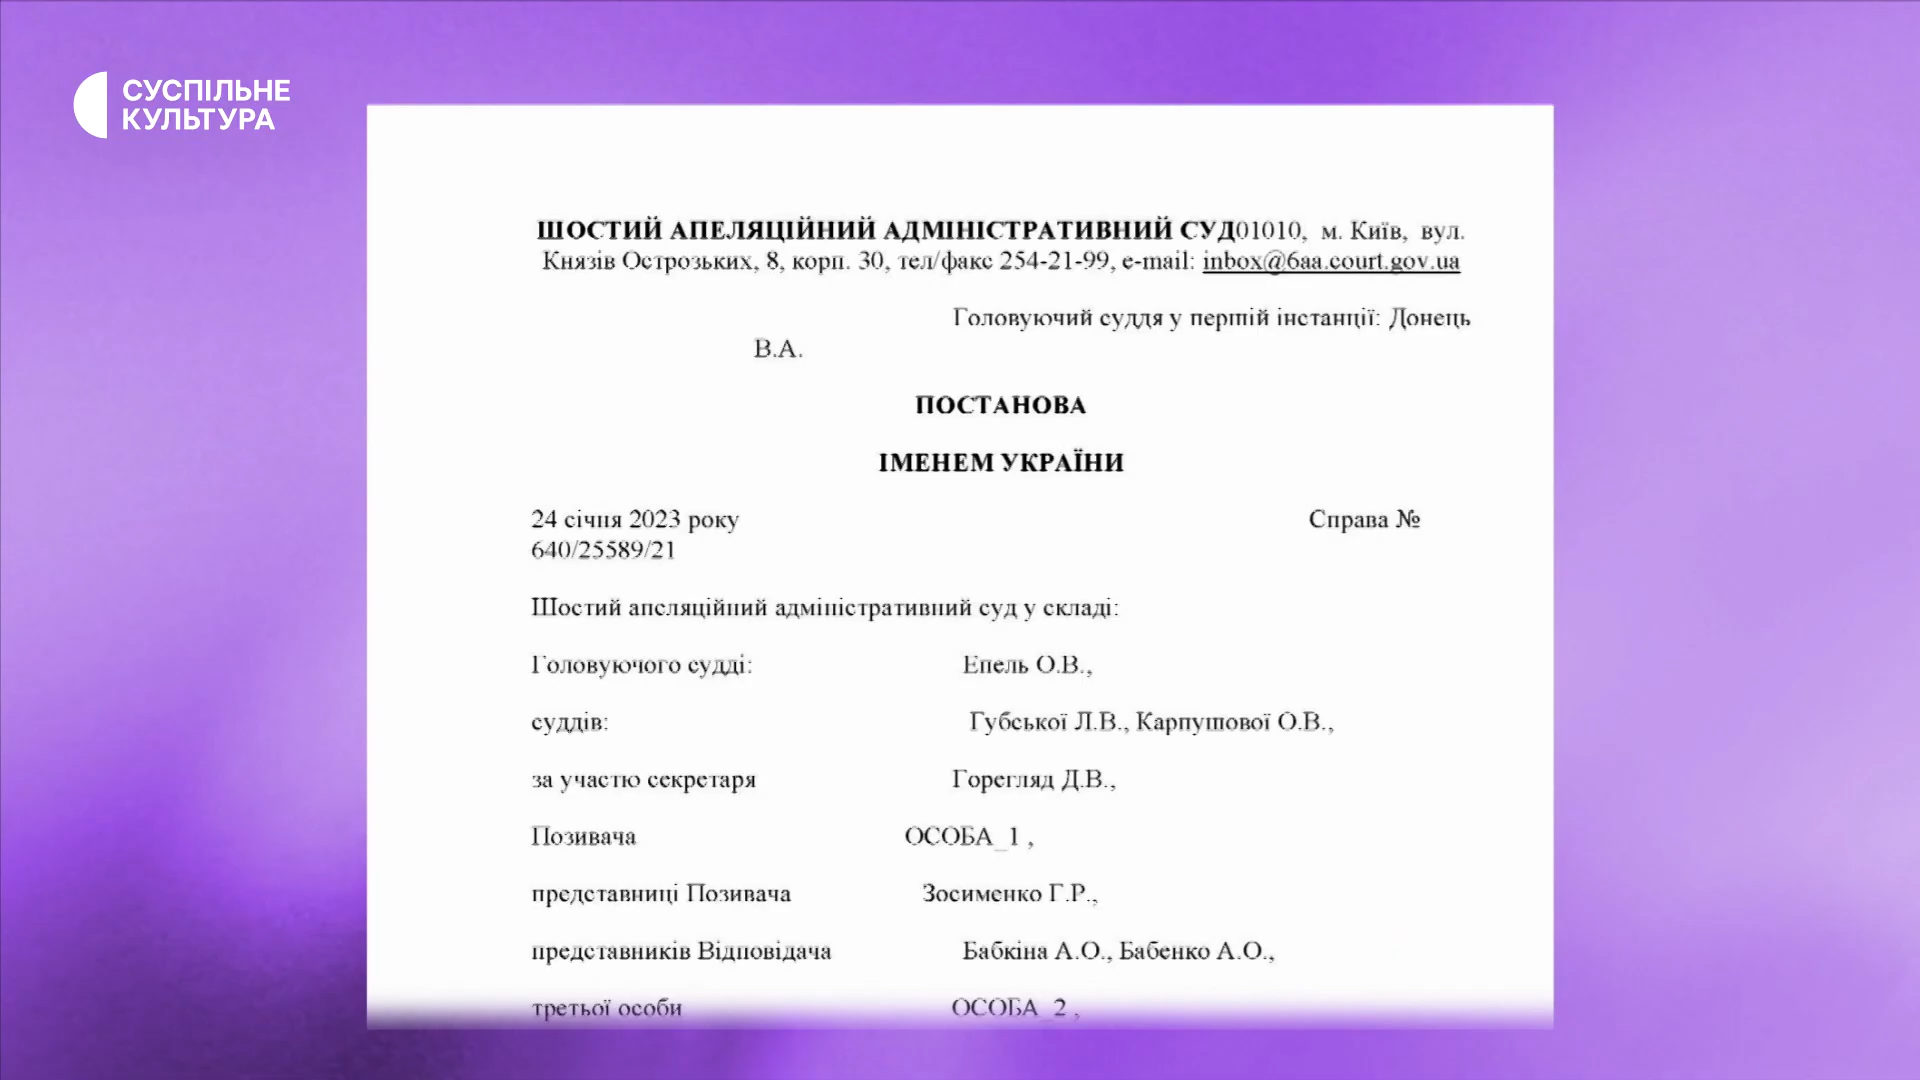 СУСПІЛЬНЕ
КУЛЬТУРА
ШОСТИЙ АПЕЛЯЦІЙНИЙ АДМІНІСТРАТИВНИЙ СУД01010, м. Київ, вул.
Князів Острозьких, 8, корп. 30, тел/факс 254-21-99, e-mail: inbox@6aa.court.gov.ua
Головуючий суддя у першій інстанції: Донець
В.А.
ПОСТАНОВА
ІМЕНЕМ УКРАЇНИ
24 січня 2023 року Справа №
640/25589/21
Шостий апеляційний адміністративний суд у складі:
Головуючого судді: Епель О.В.,
суддів: Губської Л.В., Карпушової О.В.,
за участю секретаря Горегляд Д.В.,
Позивача ОСОБА_1 ,
представниці Позивача Зосименко Г.Р.,
представників Відповідача Бабкіна А.О., Бабенко А.О.,
третьої особи ОСОБА_2 ,